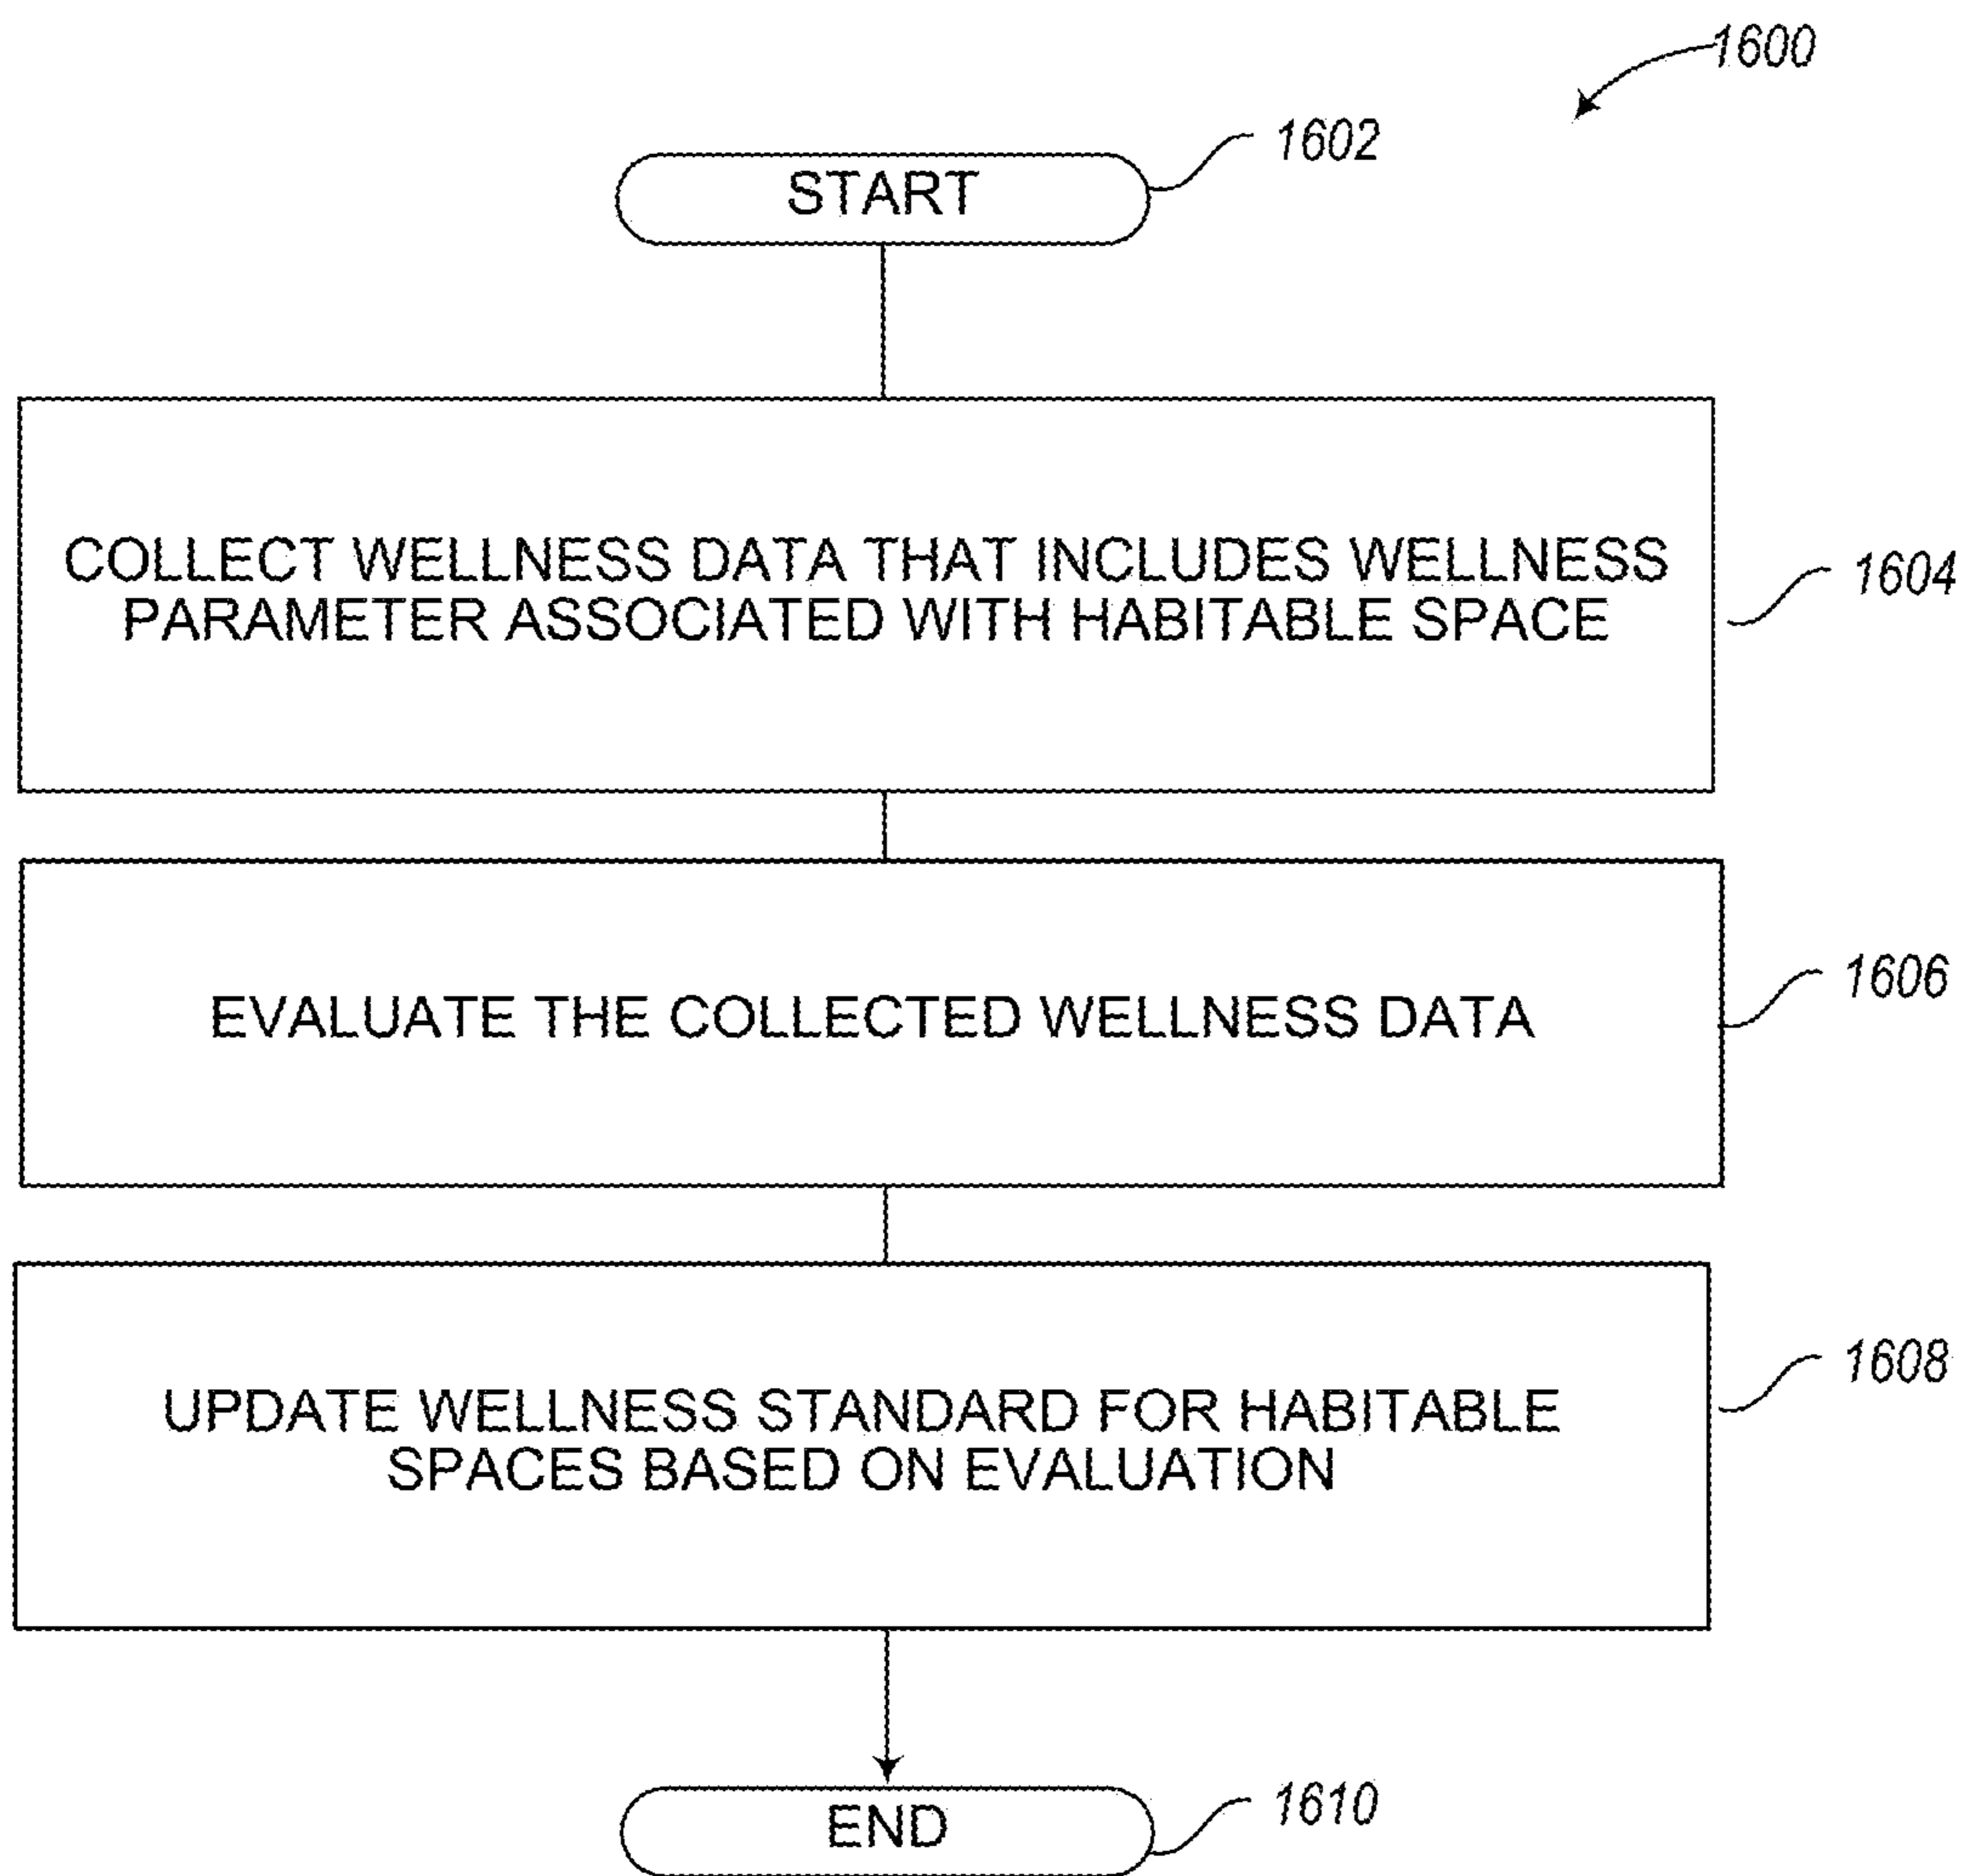 1600
1602
START
COLLECT WELLNESS DATA THAT INCLUDES WELLNESS
PARAMETER ASSOCIATED WITH HABITABLE SPACE
1604
EVALUATE THE COLLECTED WELLNESS DATA
1606
UPDATE WELLNESS STANDARD FOR HABITABLE
SPACES BASED ON EVALUATION
1608
END
1610